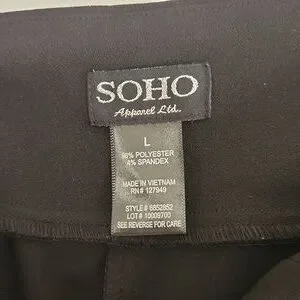 SOHO
Apparel Ltd.
L
96% POLYESTER
4% SPANDEX
MADE IN VIETNAM
RN# 127949
STYLE# 6852852
LOT# 10009700
SEE REVERSE FOR CARE